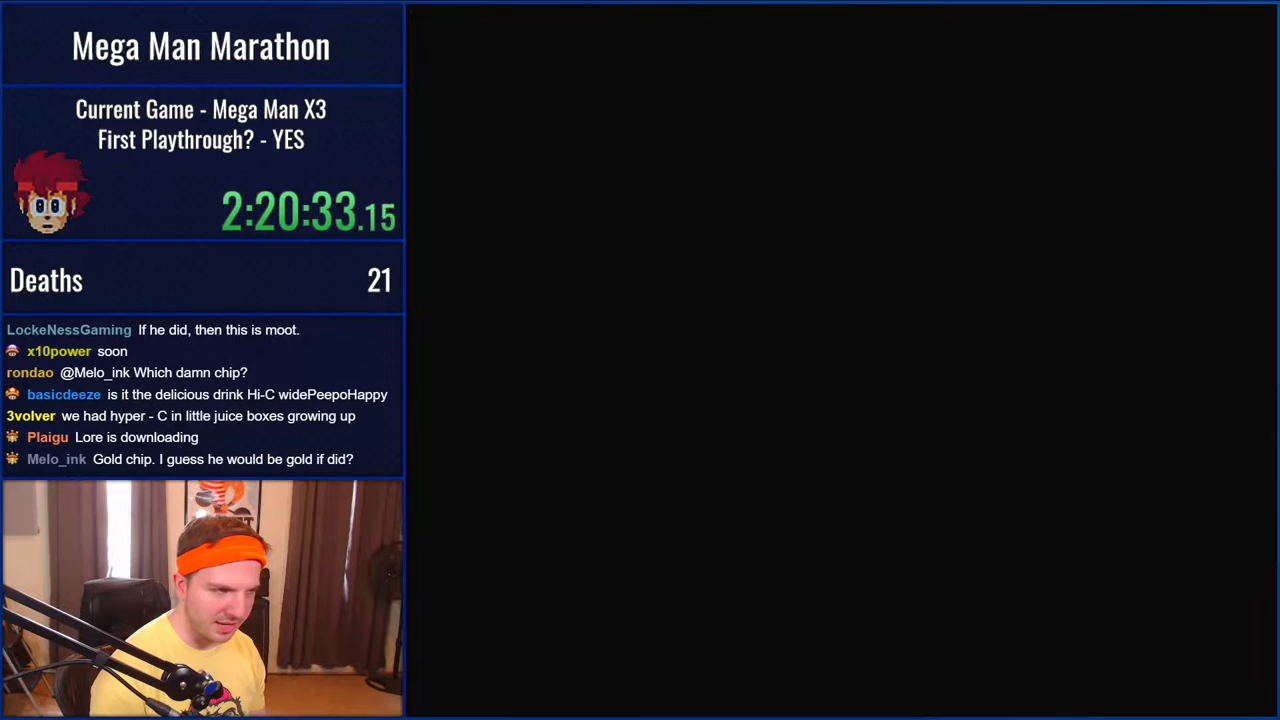 Mega Man Marathon
Current Game - Mega Man X3
First Playthrough? - YES
2:20:33.15
Deaths 21
LockeNessGaming If he did, then this is moot.
x10power soon
rondao @Melo_ink Which damn chip?
basicdeeze is it the delicious drink Hi-C widePeepoHappy
3volver we had hyper - C in little juice boxes growing up
Plaigu Lore is downloading
Melo_ink Gold chip. I guess he would be gold if did?